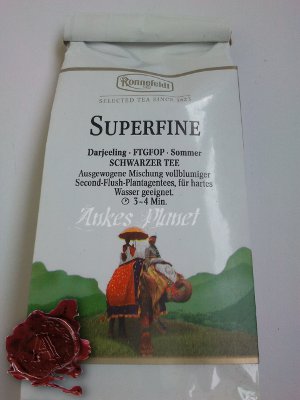 Ronnefeldt
SELECTED TEA SINCE 1823
SUPERFINE
Darjeeling · FTGFOP · Sommer
SCHWARZER TEE
Ausgewogene Mischung vollblumiger
Second-Flush-Plantagentees, für hartes
Wasser geeignet.
3–4 Min.
Ankes Planet